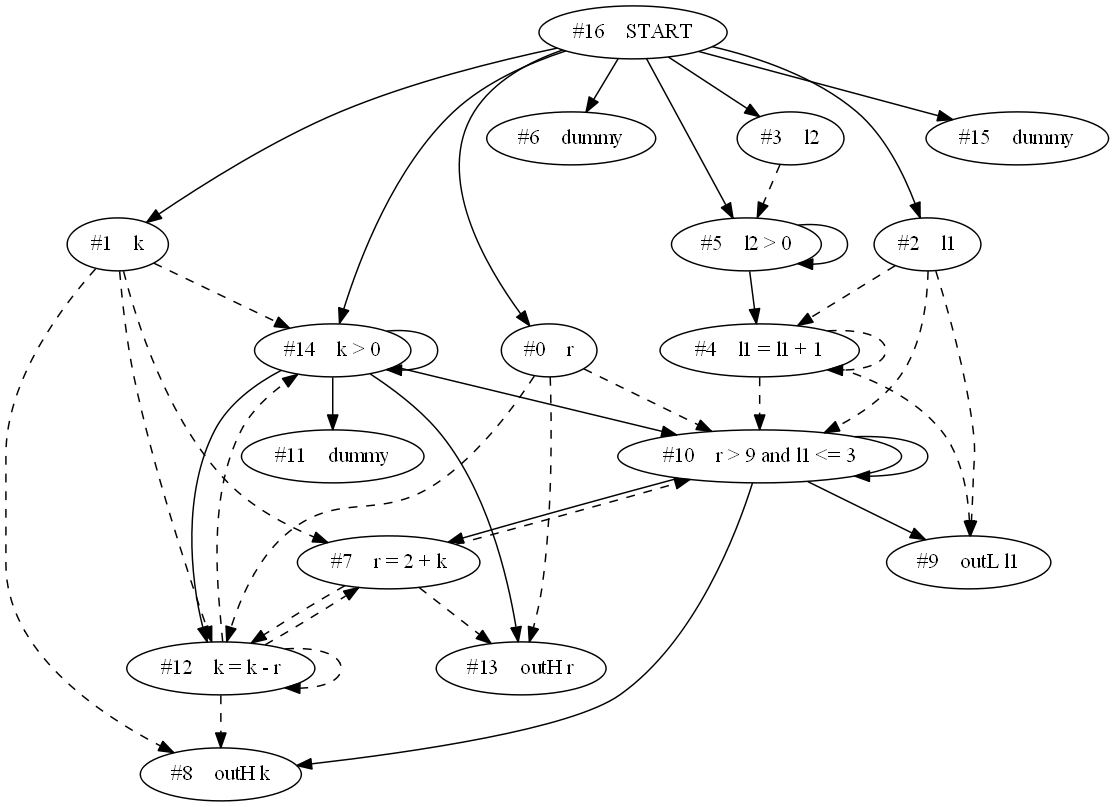 #16 START
#6 dummy
#3 l2
#15 dummy
#1 k
#5 l2 > 0
#2 l1
#14 k > 0
#0 r
#4 l1 = l1 + 1
#11 dummy
#10 r > 9 and l1 <= 3
#7 r = 2 + k
#9 outL l1
#12 k = k - r
#13 outH r
#8 outH k